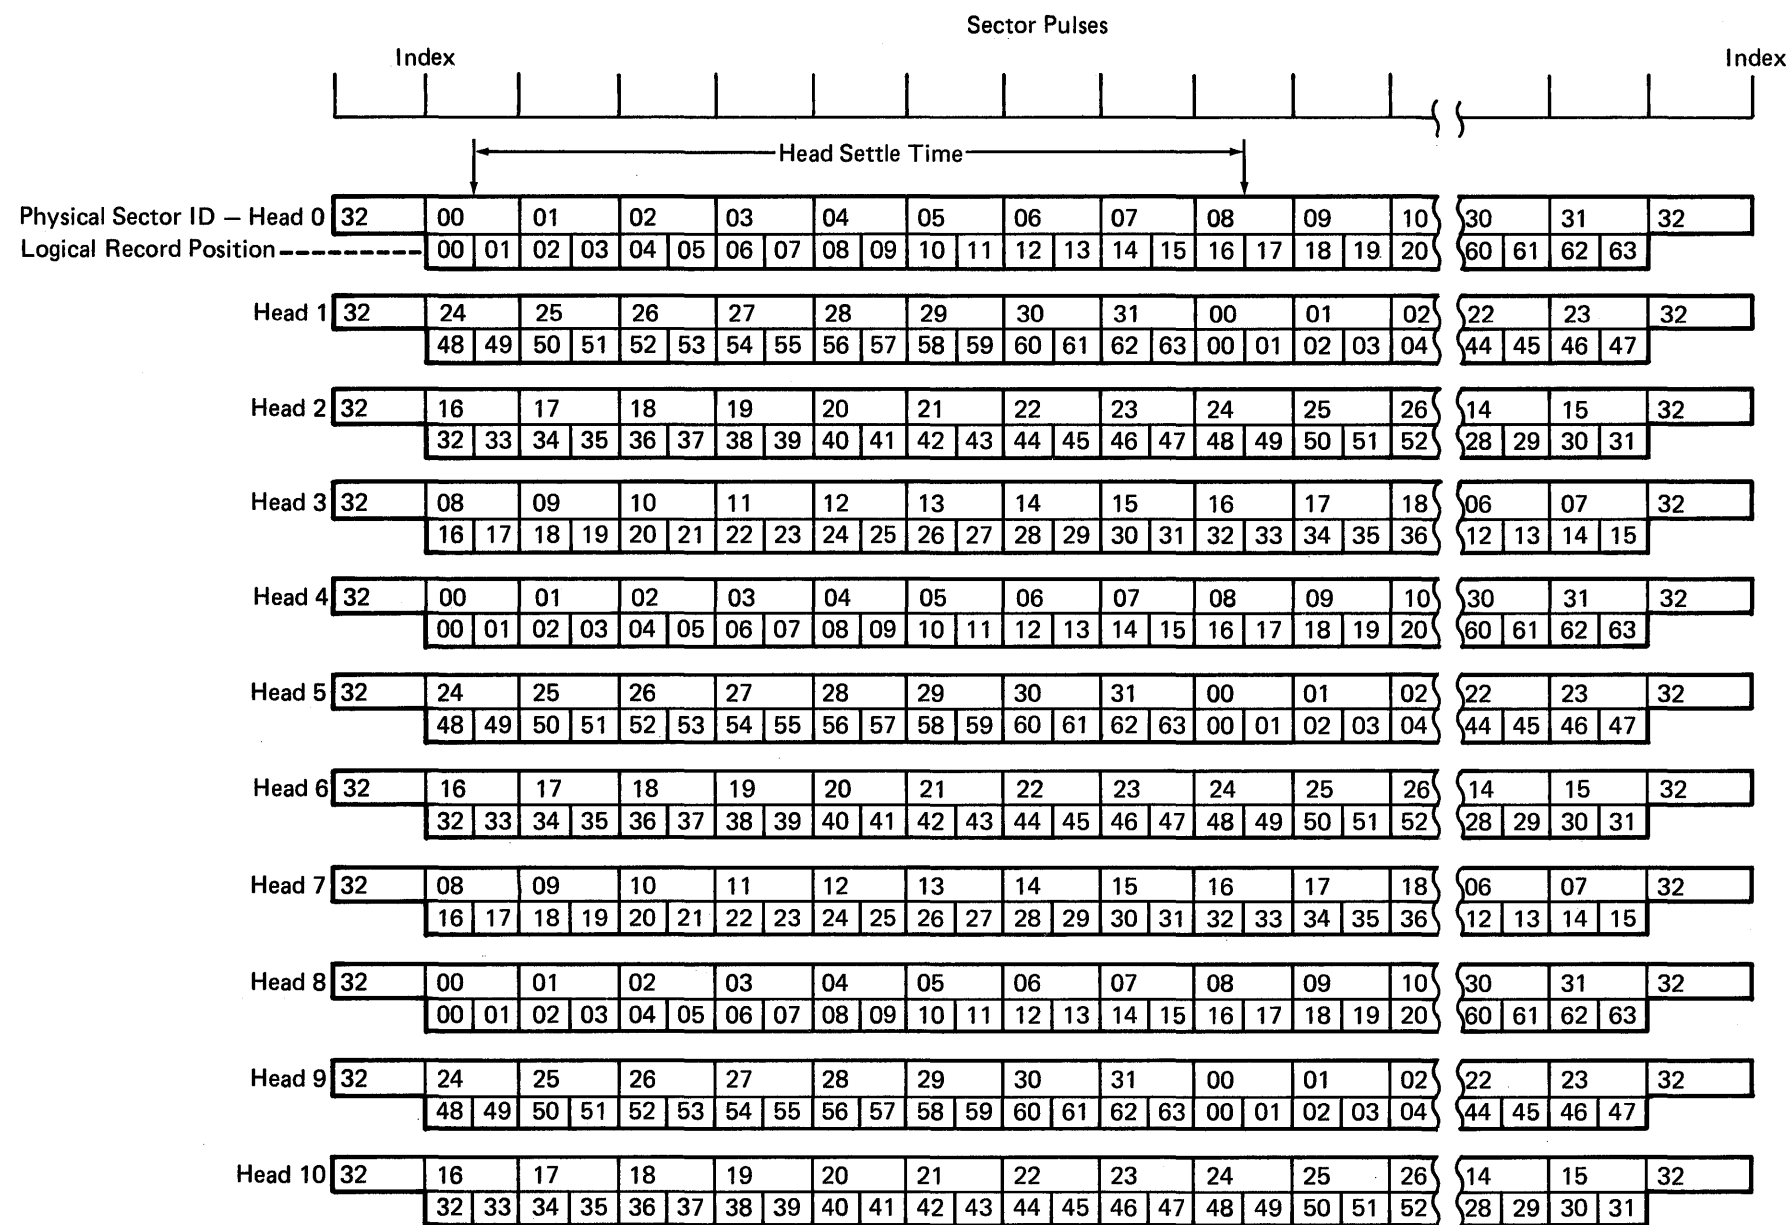 Sector Pulses
Index Index
Head Settle Time
Physical Sector ID — Head 0 32 00 01 02 03 04 05 06 07 08 09 10 30 31 32
Logical Record Position 00 01 02 03 04 05 06 07 08 09 10 11 12 13 14 15 16 17 18 19 20 60 61 62 63
Head 1 32 24 25 26 27 28 29 30 31 00 01 02 22 23 32
48 49 50 51 52 53 54 55 56 57 58 59 60 61 62 63 00 01 02 03 04 44 45 46 47
Head 2 32 16 17 18 19 20 21 22 23 24 25 26 14 15 32
32 33 34 35 36 37 38 39 40 41 42 43 44 45 46 47 48 49 50 51 52 28 29 30 31
Head 3 32 08 09 10 11 12 13 14 15 16 17 18 06 07 32
16 17 18 19 20 21 22 23 24 25 26 27 28 29 30 31 32 33 34 35 36 12 13 14 15
Head 4 32 00 01 02 03 04 05 06 07 08 09 10 30 31 32
00 01 02 03 04 05 06 07 08 09 10 11 12 13 14 15 16 17 18 19 20 60 61 62 63
Head 5 32 24 25 26 27 28 29 30 31 00 01 02 22 23 32
48 49 50 51 52 53 54 55 56 57 58 59 60 61 62 63 00 01 02 03 04 44 45 46 47
Head 6 32 16 17 18 19 20 21 22 23 24 25 26 14 15 32
32 33 34 35 36 37 38 39 40 41 42 43 44 45 46 47 48 49 50 51 52 28 29 30 31
Head 7 32 08 09 10 11 12 13 14 15 16 17 18 06 07 32
16 17 18 19 20 21 22 23 24 25 26 27 28 29 30 31 32 33 34 35 36 12 13 14 15
Head 8 32 00 01 02 03 04 05 06 07 08 09 10 30 31 32
00 01 02 03 04 05 06 07 08 09 10 11 12 13 14 15 16 17 18 19 20 60 61 62 63
Head 9 32 24 25 26 27 28 29 30 31 00 01 02 22 23 32
48 49 50 51 52 53 54 55 56 57 58 59 60 61 62 63 00 01 02 03 04 44 45 46 47
Head 10 32 16 17 18 19 20 21 22 23 24 25 26 14 15 32
32 33 34 35 36 37 38 39 40 41 42 43 44 45 46 47 48 49 50 51 52 28 29 30 31